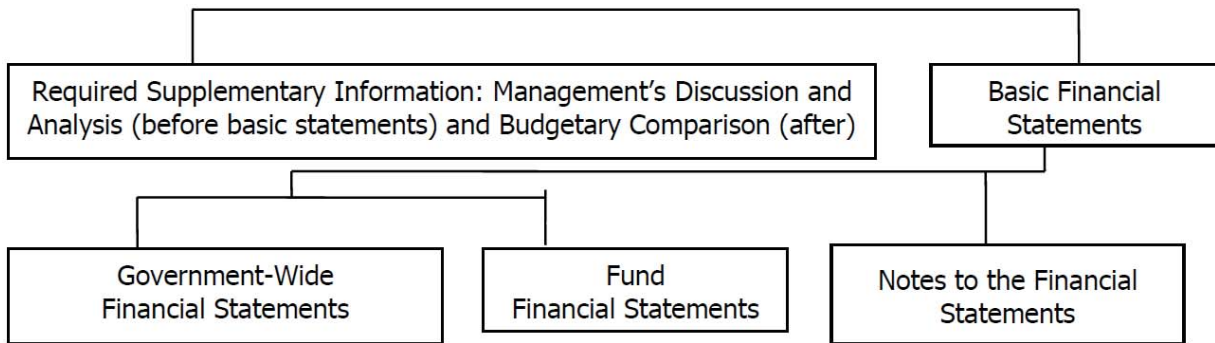 Required Supplementary Information: Management's Discussion and
Analysis (before basic statements) and Budgetary Comparison (after)
Basic Financial
Statements
Government-Wide
Financial Statements
Fund
Financial Statements
Notes to the Financial
Statements